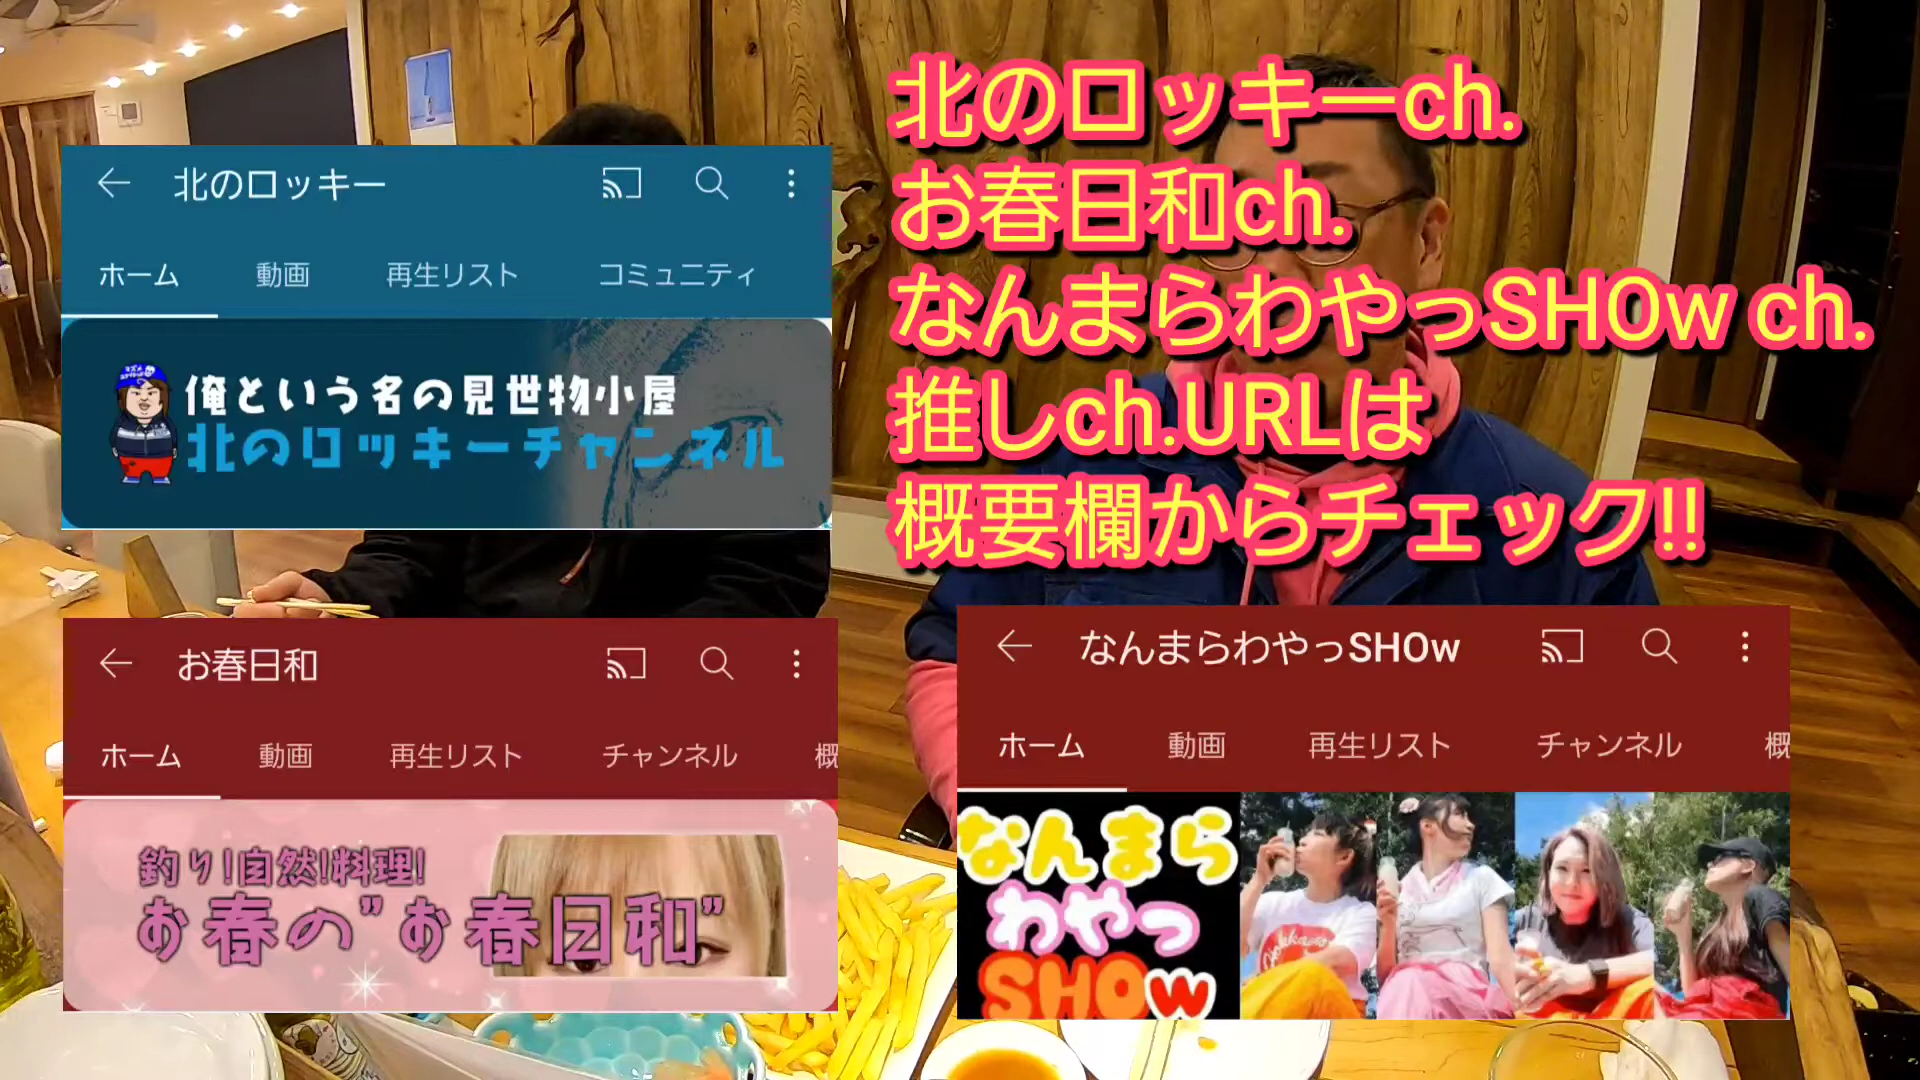 北のロッキーch.
お春日和ch.
なんまらわやっSHOw ch.
推しch.URLは
概要欄からチェック!!
北のロッキー
ホーム 動画 再生リスト コミュニティ
俺という名の見世物小屋
北のロッキーチャンネル
お春日和
ホーム 動画 再生リスト チャンネル 概
釣り!自然!料理!
お春の"お春日和"
なんまらわやっSHOw
ホーム 動画 再生リスト チャンネル 概
なんまら
わやっ
SHOw